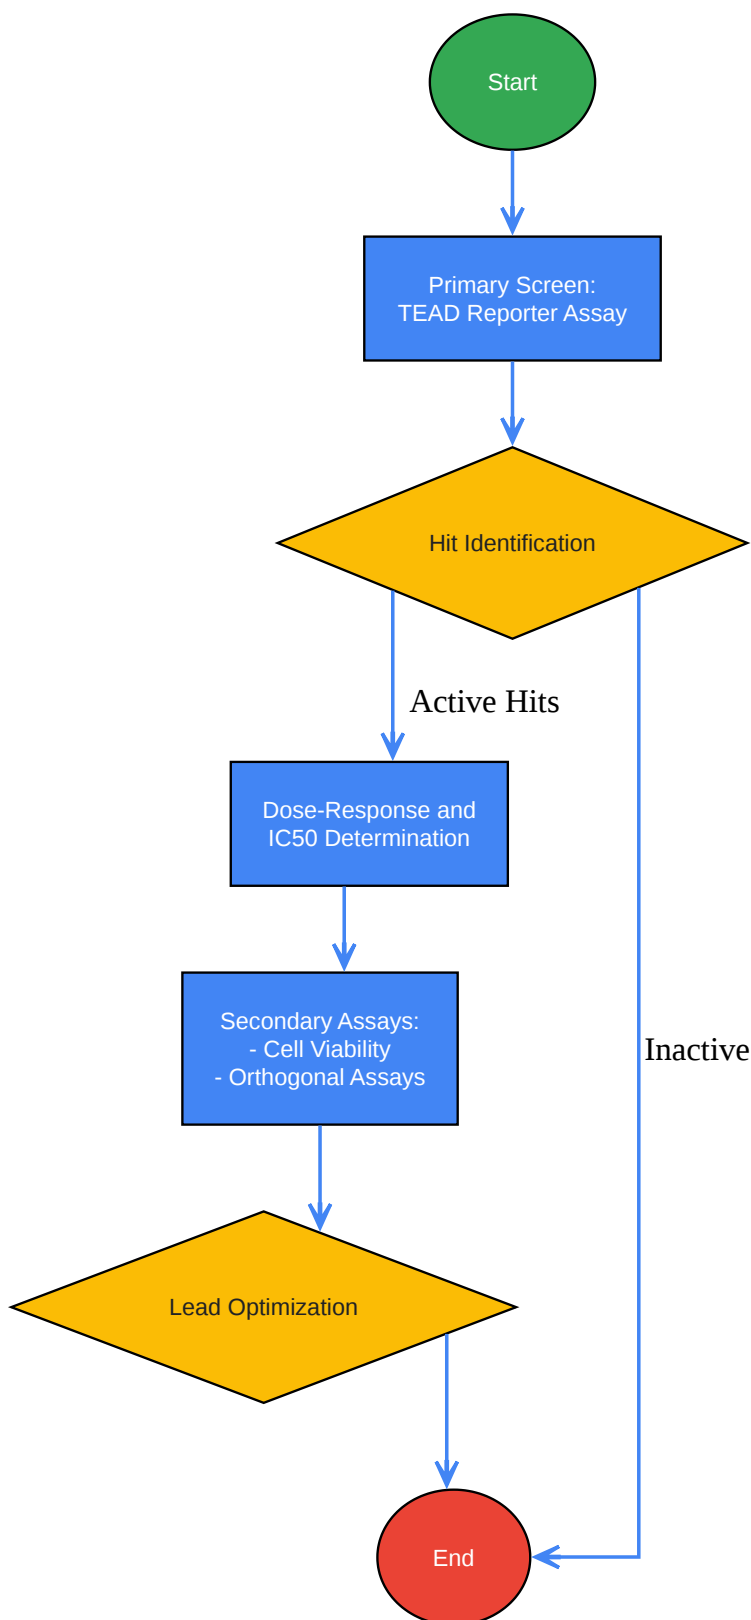 Start
Primary Screen:
TEAD Reporter Assay
Hit Identification
Active Hits
Dose-Response and
IC50 Determination
Secondary Assays:
- Cell Viability
- Orthogonal Assays
Inactive
Lead Optimization
End